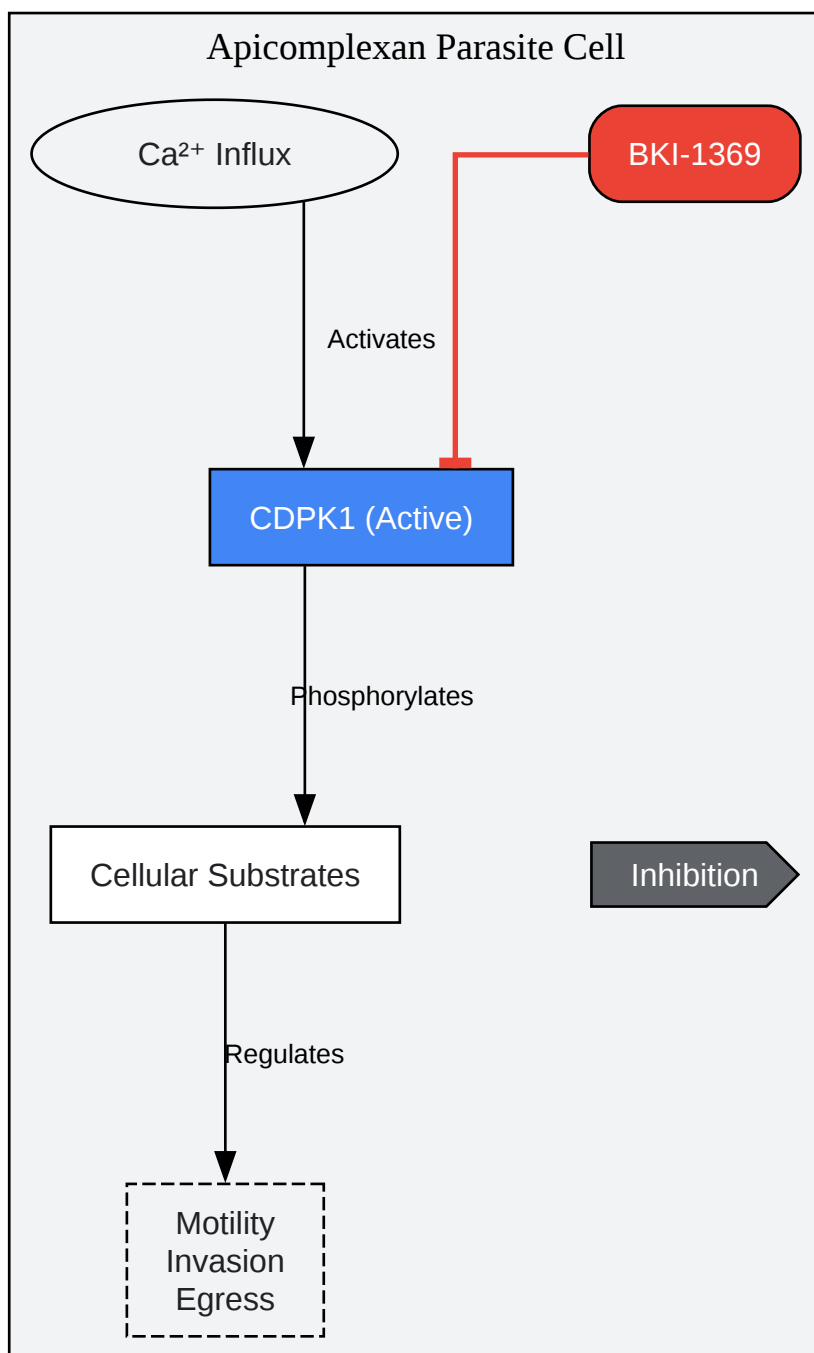 Apicomplexan Parasite Cell
Ca²⁺ Influx
BKI-1369
Activates
CDPK1 (Active)
Phosphorylates
Cellular Substrates
Inhibition
Regulates
Motility
Invasion
Egress